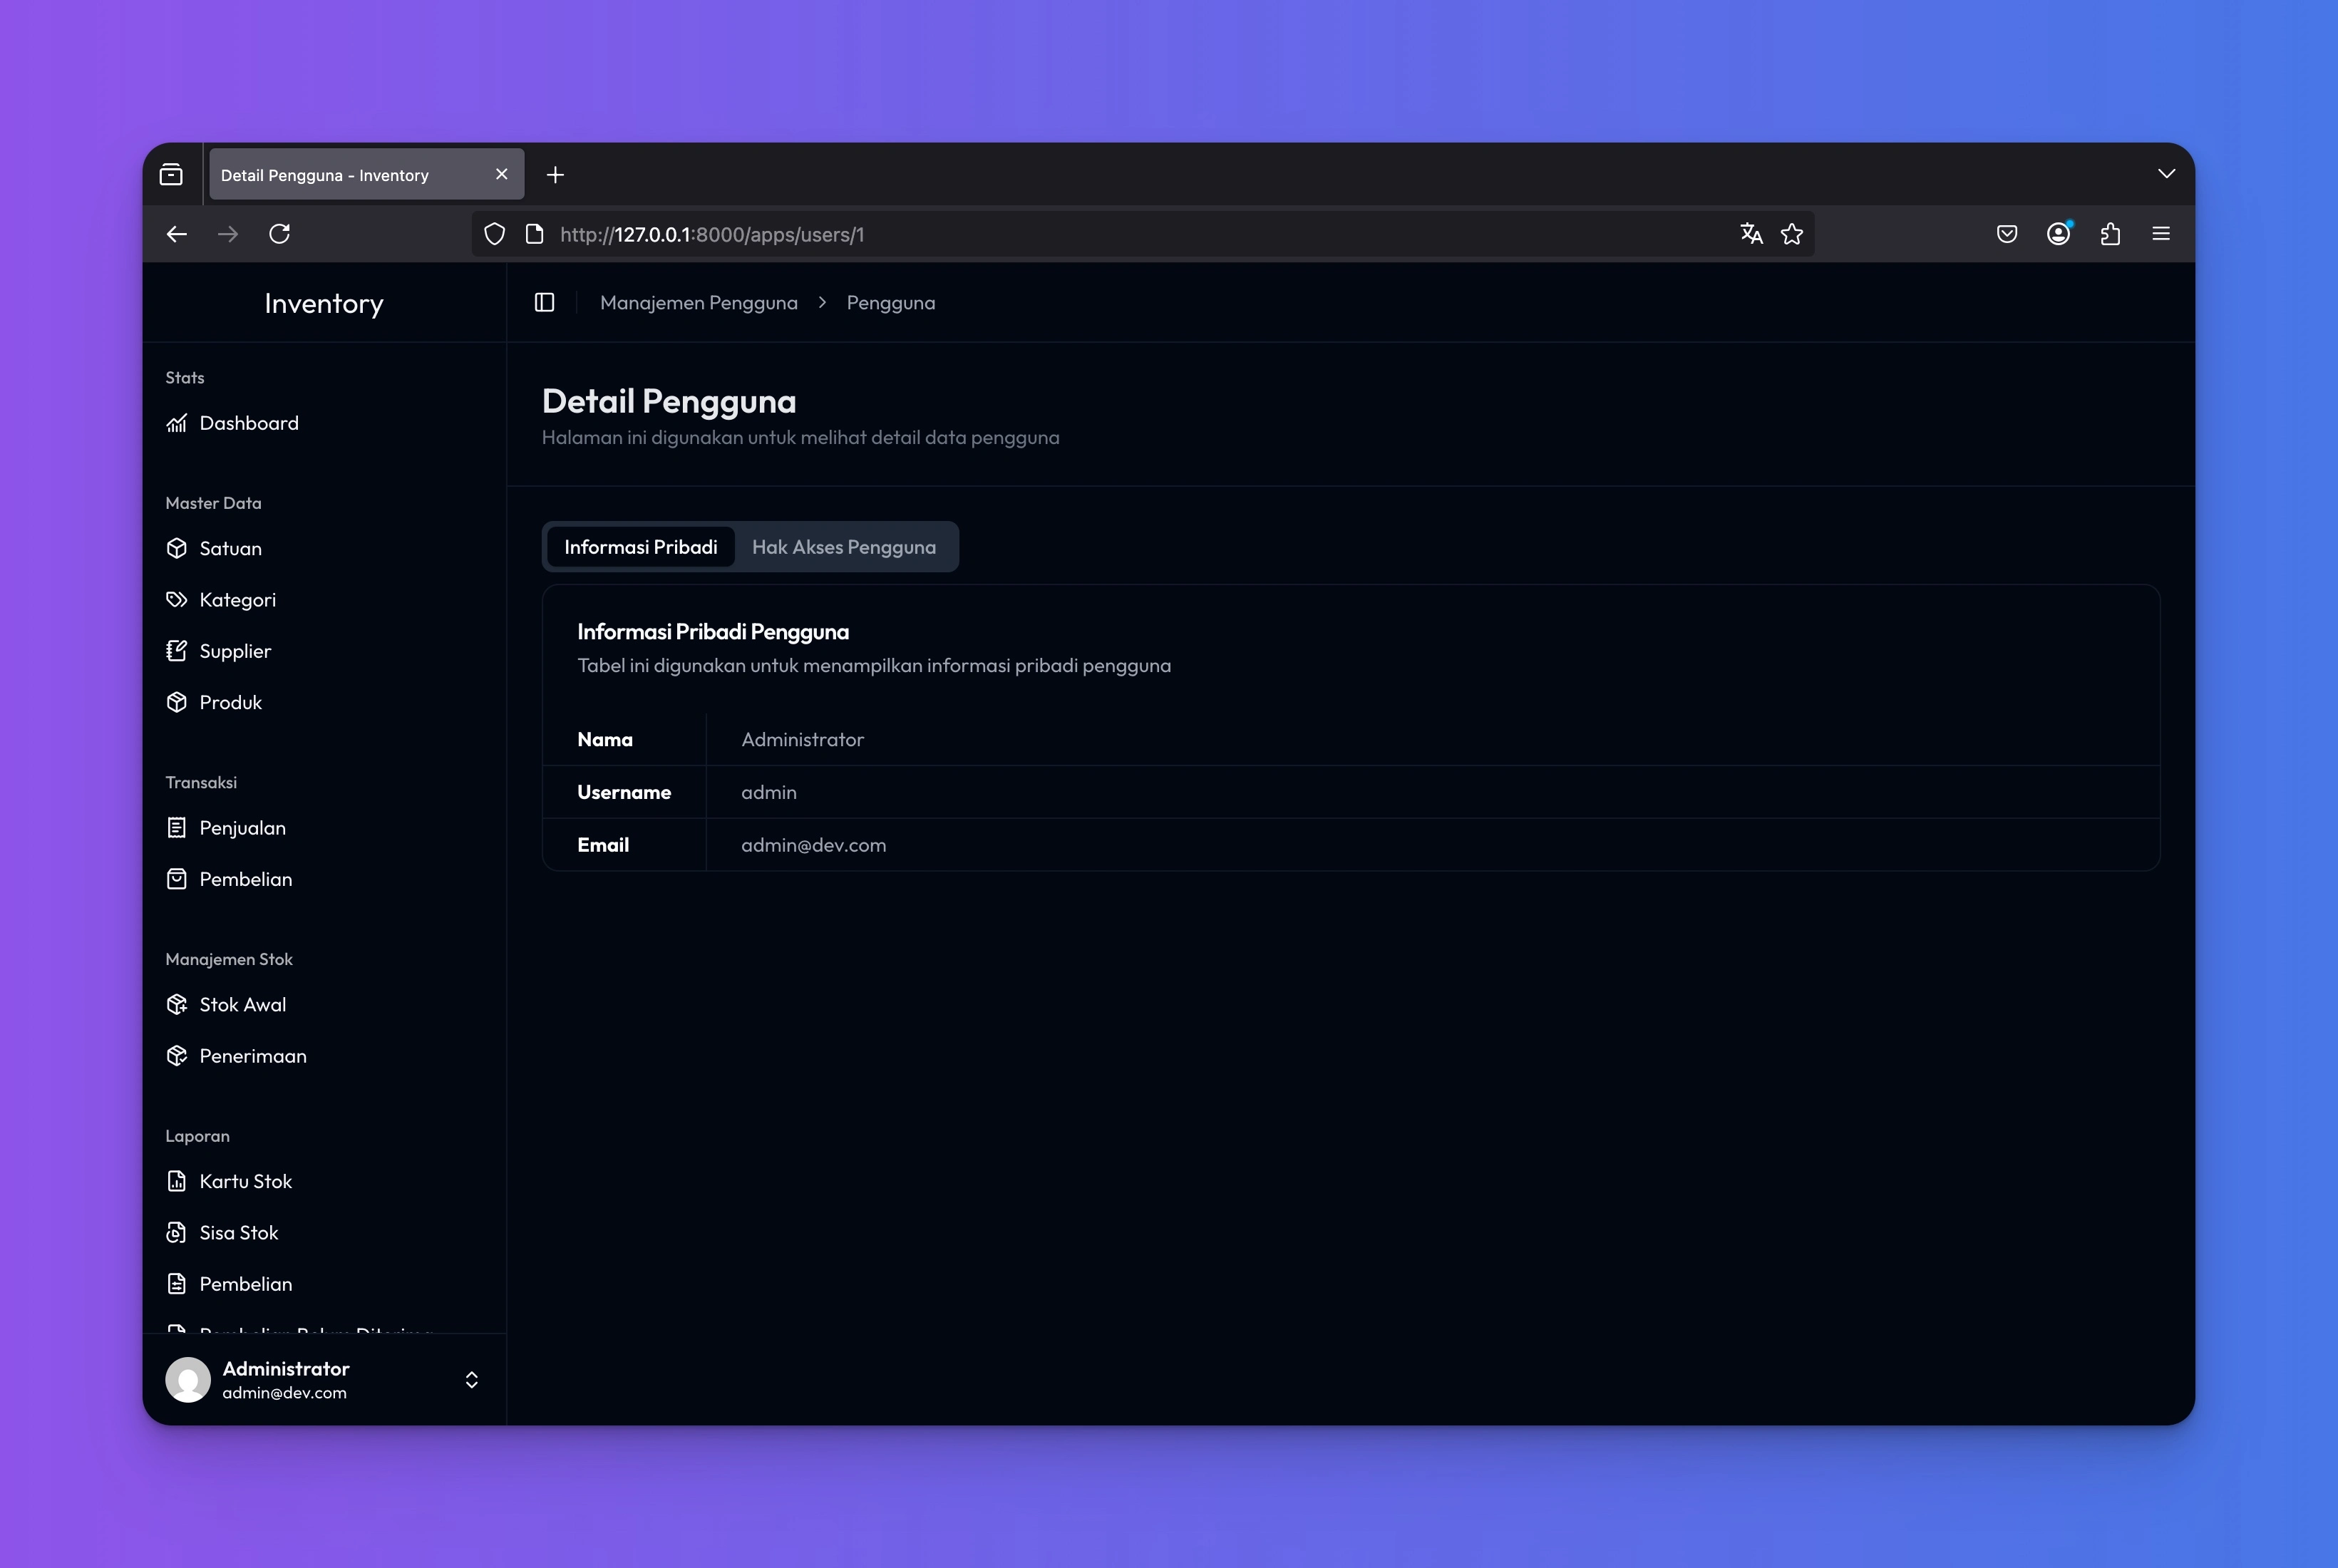 Detail Pengguna - Inventory
http://127.0.0.1:8000/apps/users/1
Inventory
Manajemen Pengguna
Pengguna
Stats
Dashboard
Master Data
Satuan
Kategori
Supplier
Produk
Transaksi
Penjualan
Pembelian
Manajemen Stok
Stok Awal
Penerimaan
Laporan
Kartu Stok
Sisa Stok
Pembelian
Pembelian Belum Diterima
Administrator
admin@dev.com
Detail Pengguna
Halaman ini digunakan untuk melihat detail data pengguna
Informasi Pribadi
Hak Akses Pengguna
Informasi Pribadi Pengguna
Tabel ini digunakan untuk menampilkan informasi pribadi pengguna
Nama Administrator
Username admin
Email admin@dev.com